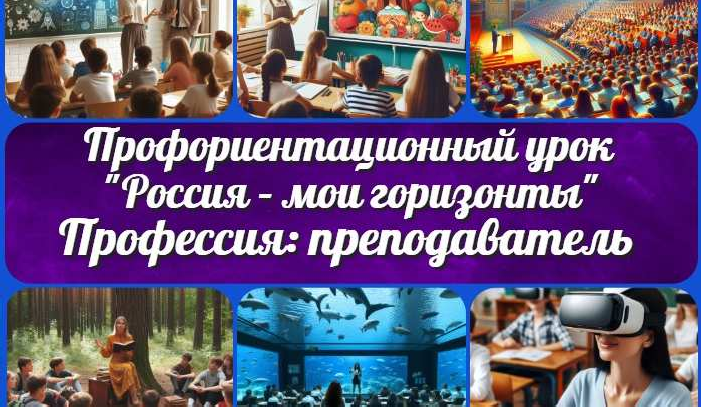 Профориентационный урок
"Россия - мои горизонты"
Профессия: преподаватель